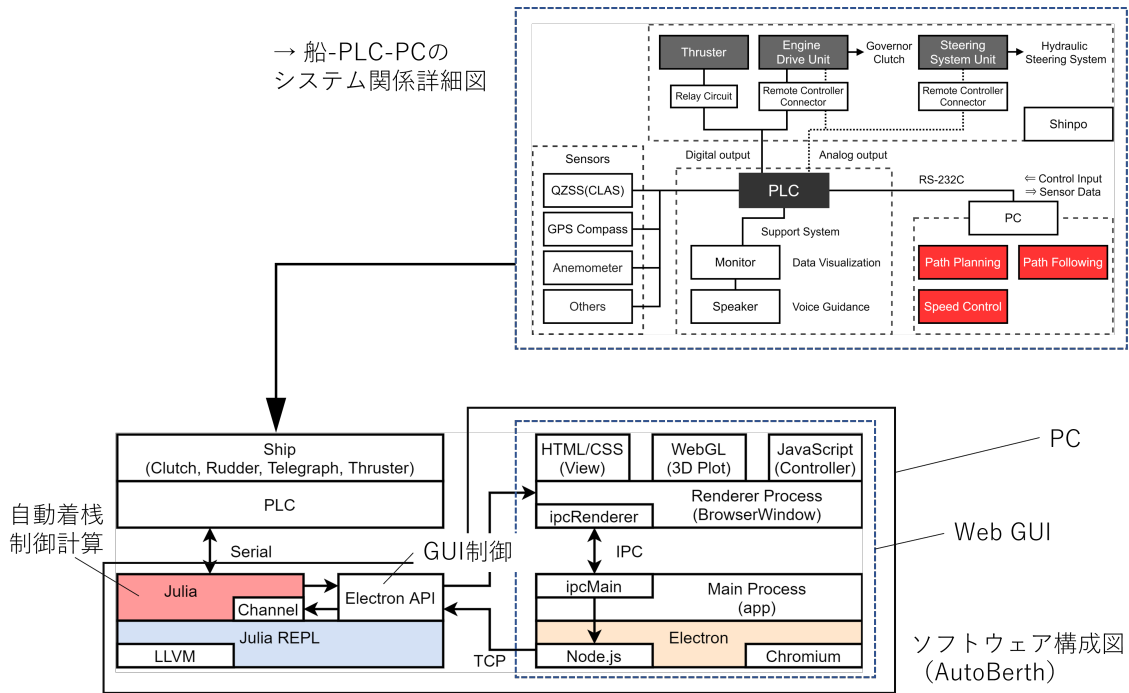 → 船-PLC-PCの
システム関係詳細図
Thruster
Engine
Drive Unit
Governor
Clutch
Steering
System Unit
Hydraulic
Steering System
Relay Circuit
Remote Controller
Connector
Remote Controller
Connector
Shinpo
Digital output
Analog output
Sensors
QZSS(CLAS)
GPS Compass
Anemometer
Others
PLC
Support System
Monitor
Data Visualization
Speaker
Voice Guidance
RS-232C
⇐ Control Input
⇒ Sensor Data
PC
Path Planning
Path Following
Speed Control
Ship
(Clutch, Rudder, Telegraph, Thruster)
PLC
自動着桟
制御計算
Serial
GUI制御
Julia
Channel
Electron API
Julia REPL
LLVM
TCP
HTML/CSS
(View)
WebGL
(3D Plot)
JavaScript
(Controller)
Renderer Process
(BrowserWindow)
ipcRenderer
IPC
ipcMain
Main Process
(app)
Electron
Node.js
Chromium
PC
Web GUI
ソフトウェア構成図
（AutoBerth）